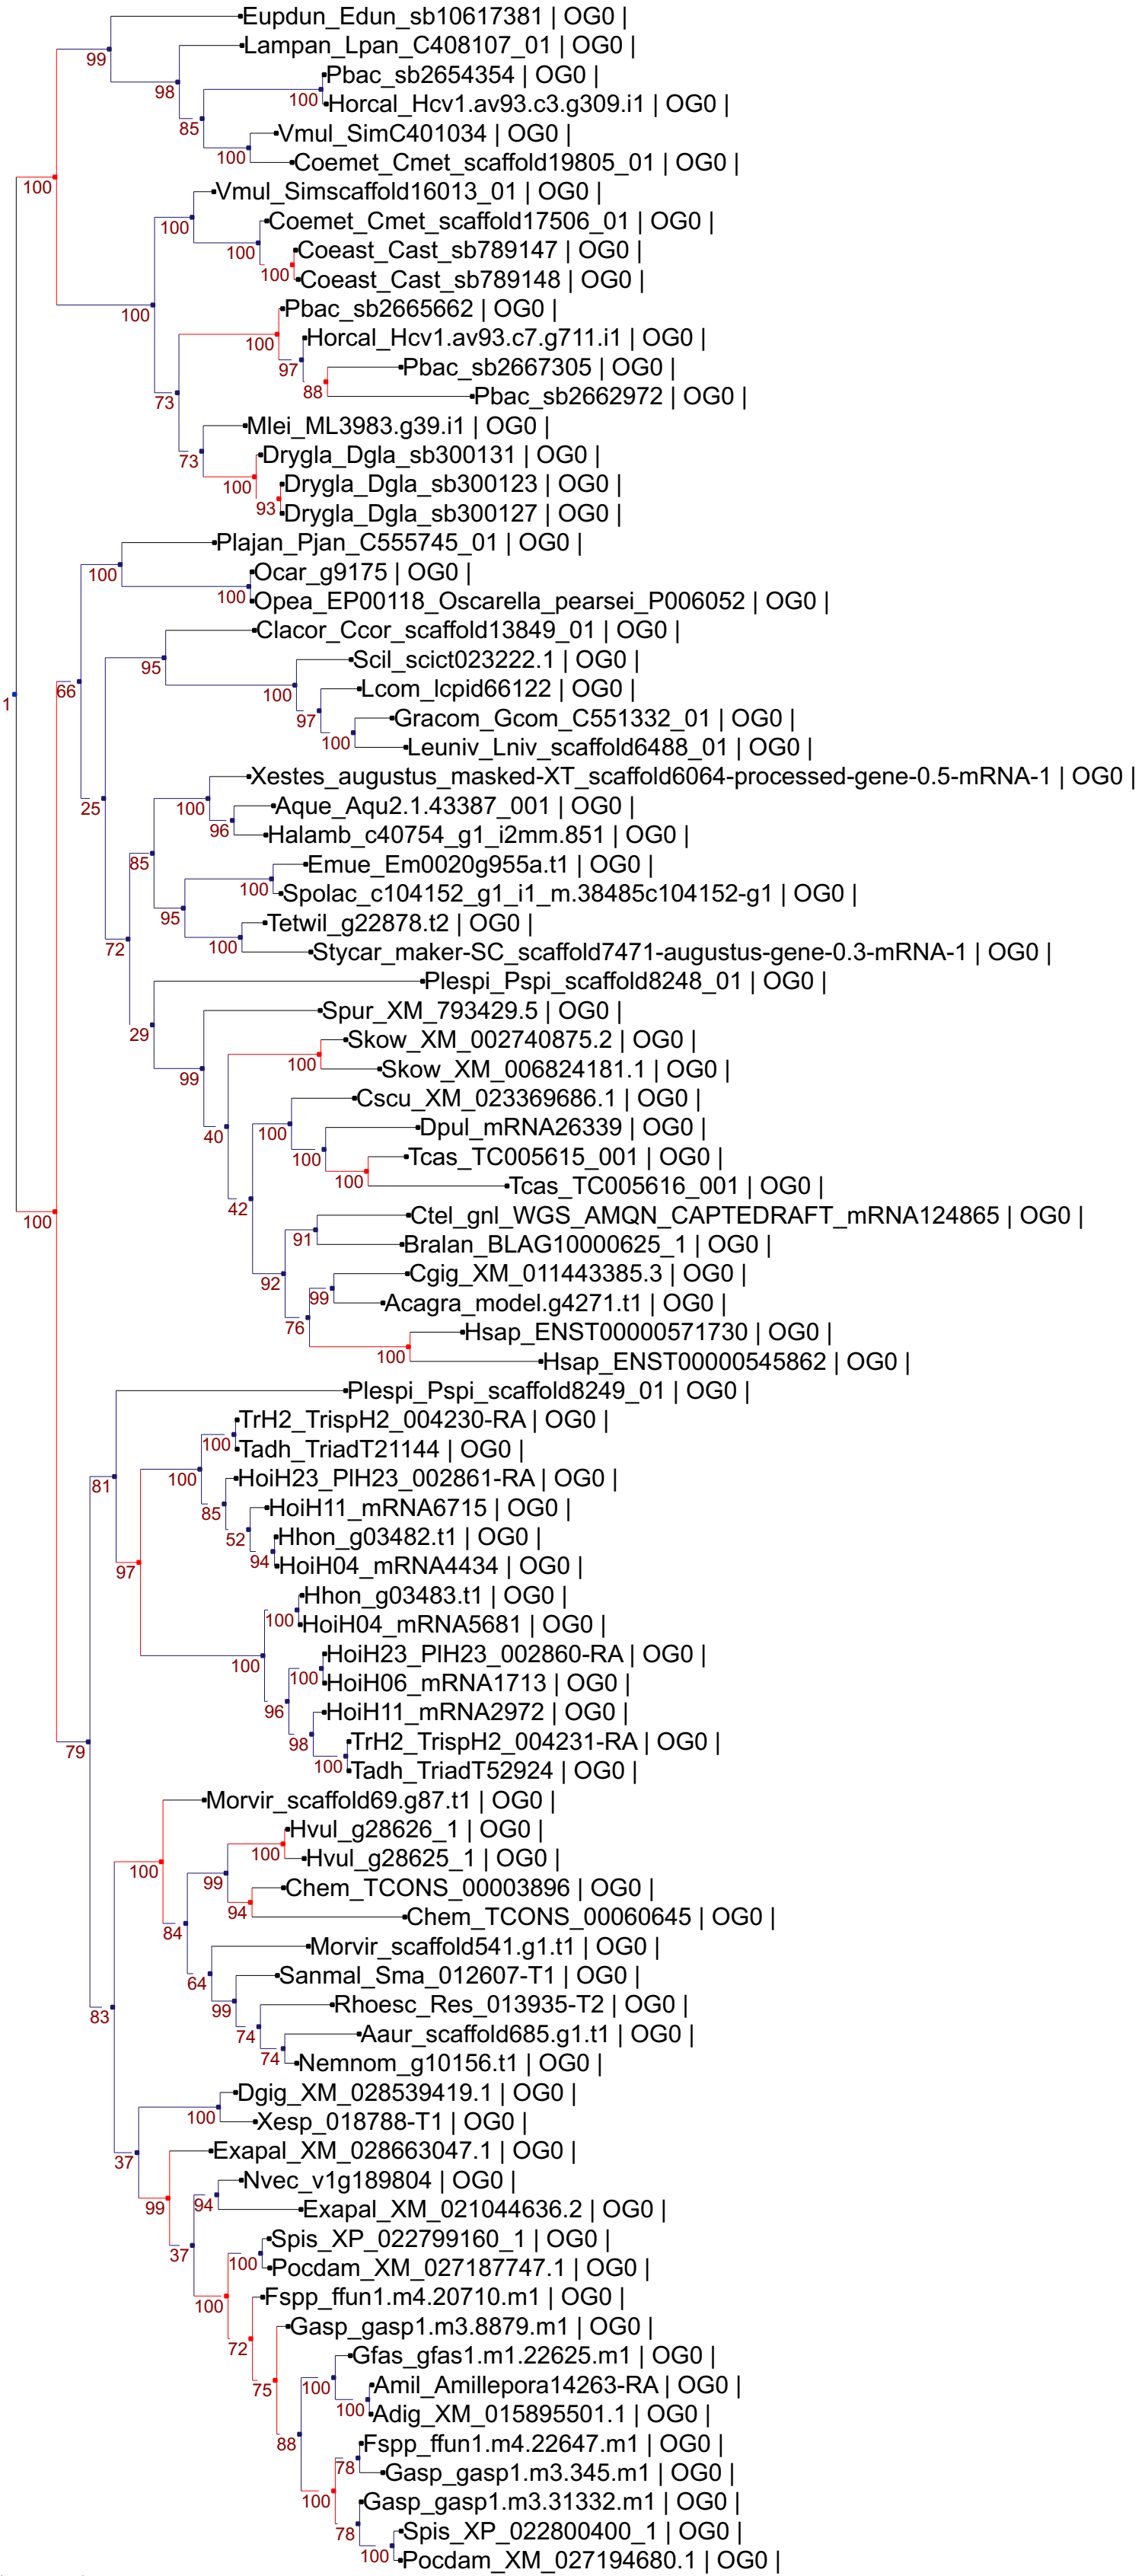 Eupdun_Edun_sb10617381 | OG0 |
Lampan_Lpan_C408107_01 | OG0 |
99
Pbac_sb2654354 | OG0 |
98
100
Horcal_Hcv1.av93.c3.g309.i1 | OG0 |
85
Vmul_SimC401034 | OG0 |
100
Coemet_Cmet_scaffold19805_01 | OG0 |
100
Vmul_Simscaffold16013_01 | OG0 |
100
Coemet_Cmet_scaffold17506_01 | OG0 |
100
Coeast_Cast_sb789147 | OG0 |
100
Coeast_Cast_sb789148 | OG0 |
100
Pbac_sb2665662 | OG0 |
100
Horcal_Hcv1.av93.c7.g711.i1 | OG0 |
97
Pbac_sb2667305 | OG0 |
88
Pbac_sb2662972 | OG0 |
73
Mlei_ML3983.g39.i1 | OG0 |
73
Drygla_Dgla_sb300131 | OG0 |
100
Drygla_Dgla_sb300123 | OG0 |
93
Drygla_Dgla_sb300127 | OG0 |
Plajan_Pjan_C555745_01 | OG0 |
100
Ocar_g9175 | OG0 |
100
Opea_EP00118_Oscarella_pearsei_P006052 | OG0 |
Clacor_Ccor_scaffold13849_01 | OG0 |
95
Scil_scict023222.1 | OG0 |
66
100
Lcom_lcpid66122 | OG0 |
1
97
Gracom_Gcom_C551332_01 | OG0 |
100
Leuniv_Lniv_scaffold6488_01 | OG0 |
Xestes_augustus_masked-XT_scaffold6064-processed-gene-0.5-mRNA-1 | OG0 |
25
100
Aque_Aqu2.1.43387_001 | OG0 |
96
Halamb_c40754_g1_i2mm.851 | OG0 |
85
Emue_Em0020g955a.t1 | OG0 |
100
Spolac_c104152_g1_i1_m.38485c104152-g1 | OG0 |
95
Tetwil_g22878.t2 | OG0 |
72
100
Stycar_maker-SC_scaffold7471-augustus-gene-0.3-mRNA-1 | OG0 |
Plespi_Pspi_scaffold8248_01 | OG0 |
29
Spur_XM_793429.5 | OG0 |
Skow_XM_002740875.2 | OG0 |
99
100
Skow_XM_006824181.1 | OG0 |
Cscu_XM_023369686.1 | OG0 |
40
100
Dpul_mRNA26339 | OG0 |
100
Tcas_TC005615_001 | OG0 |
100
Tcas_TC005616_001 | OG0 |
42
100
Ctel_gnl_WGS_AMQN_CAPTEDRAFT_mRNA124865 | OG0 |
91
Bralan_BLAG10000625_1 | OG0 |
92
Cgig_XM_011443385.3 | OG0 |
99
Acagra_model.g4271.t1 | OG0 |
76
Hsap_ENST00000571730 | OG0 |
100
Hsap_ENST00000545862 | OG0 |
Plespi_Pspi_scaffold8249_01 | OG0 |
TrH2_TrispH2_004230-RA | OG0 |
100
Tadh_TriadT21144 | OG0 |
81
100
HoiH23_PlH23_002861-RA | OG0 |
85
HoiH11_mRNA6715 | OG0 |
52
Hhon_g03482.t1 | OG0 |
97
94
HoiH04_mRNA4434 | OG0 |
Hhon_g03483.t1 | OG0 |
100
HoiH04_mRNA5681 | OG0 |
100
HoiH23_PlH23_002860-RA | OG0 |
100
HoiH06_mRNA1713 | OG0 |
96
HoiH11_mRNA2972 | OG0 |
98
TrH2_TrispH2_004231-RA | OG0 |
79
100
Tadh_TriadT52924 | OG0 |
Morvir_scaffold69.g87.t1 | OG0 |
Hvul_g28626_1 | OG0 |
100
100
Hvul_g28625_1 | OG0 |
99
Chem_TCONS_00003896 | OG0 |
94
Chem_TCONS_00060645 | OG0 |
84
Morvir_scaffold541.g1.t1 | OG0 |
64
Sanmal_Sma_012607-T1 | OG0 |
83
99
Rhoesc_Res_013935-T2 | OG0 |
74
Aaur_scaffold685.g1.t1 | OG0 |
74
Nemnom_g10156.t1 | OG0 |
Dgig_XM_028539419.1 | OG0 |
100
Xesp_018788-T1 | OG0 |
37
Exapal_XM_028663047.1 | OG0 |
Nvec_v1g189804 | OG0 |
99
94
Exapal_XM_021044636.2 | OG0 |
37
Spis_XP_022799160_1 | OG0 |
100
Pocdam_XM_027187747.1 | OG0 |
100
Fspp_ffun1.m4.20710.m1 | OG0 |
72
Gasp_gasp1.m3.8879.m1 | OG0 |
75
Gfas_gfas1.m1.22625.m1 | OG0 |
100
Amil_Amillepora14263-RA | OG0 |
100
Adig_XM_015895501.1 | OG0 |
88
Fspp_ffun1.m4.22647.m1 | OG0 |
78
Gasp_gasp1.m3.345.m1 | OG0 |
100
Gasp_gasp1.m3.31332.m1 | OG0 |
78
Spis_XP_022800400_1 | OG0 |
100
Pocdam_XM_027194680.1 | OG0 |